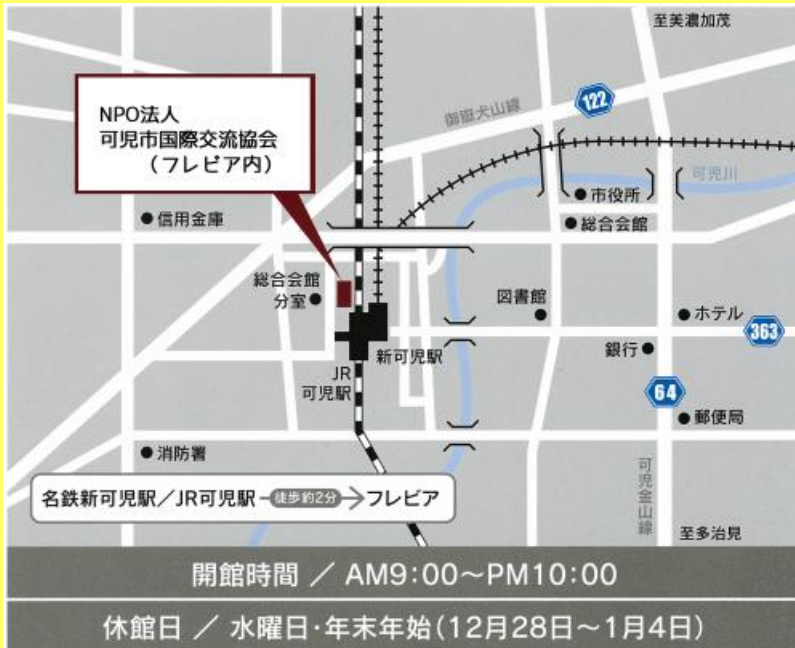 至美濃加茂
NPO法人
可児市国際交流協会
(フレビア内)
御嶽犬山線
122
可児川
市役所
信用金庫
総合会館
総合会館
分室
図書館
ホテル
363
新可児駅
銀行
JR
可児駅
64
郵便局
消防署
可児金山線
名鉄新可児駅/JR可児駅 徒歩約2分 フレビア
至多治見
開館時間 / AM9:00~PM10:00
休館日 / 水曜日・年末年始(12月28日~1月4日)